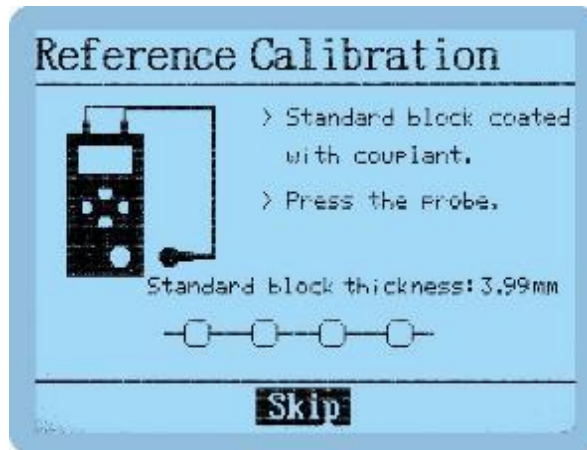 Reference Calibration
> Standard block coated
with couplant.
> Press the probe.
Standard block thickness:3.99mm
Skip